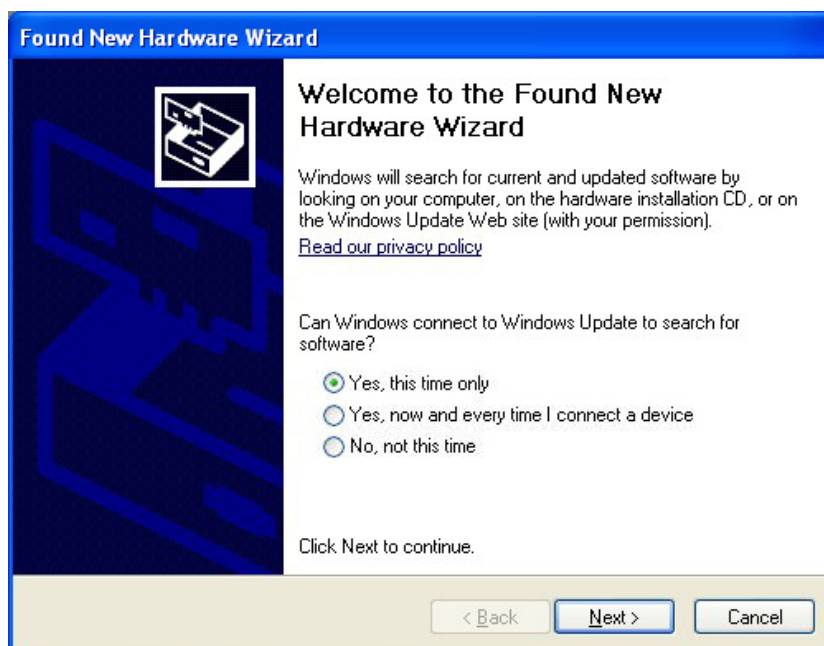 Found New Hardware Wizard
Welcome to the Found New
Hardware Wizard
Windows will search for current and updated software by
looking on your computer, on the hardware installation CD, or on
the Windows Update Web site (with your permission).
Read our privacy policy
Can Windows connect to Windows Update to search for
software?
Yes, this time only
Yes, now and every time I connect a device
No, not this time
Click Next to continue.
< Back
Next >
Cancel